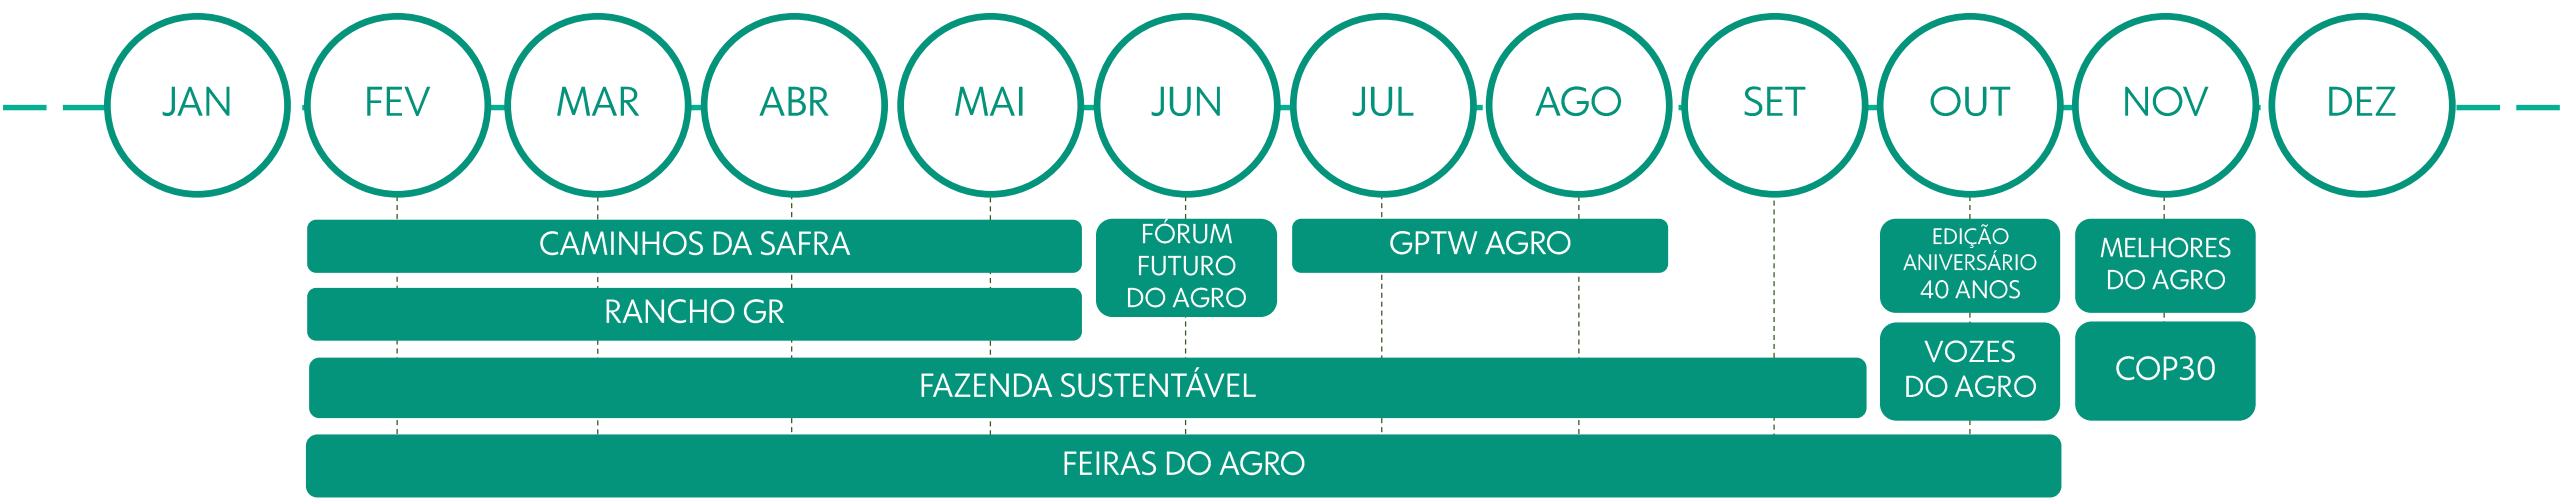 JAN
FEV
MAR
ABR
MAI
JUN
JUL
AGO
SET
OUT
NOV
DEZ
CAMINHOS DA SAFRA
FÓRUM
FUTURO
DO AGRO
GPTW AGRO
EDIÇÃO
ANIVERSÁRIO
40 ANOS
MELHORES
DO AGRO
RANCHO GR
FAZENDA SUSTENTÁVEL
VOZES
DO AGRO
COP30
FEIRAS DO AGRO